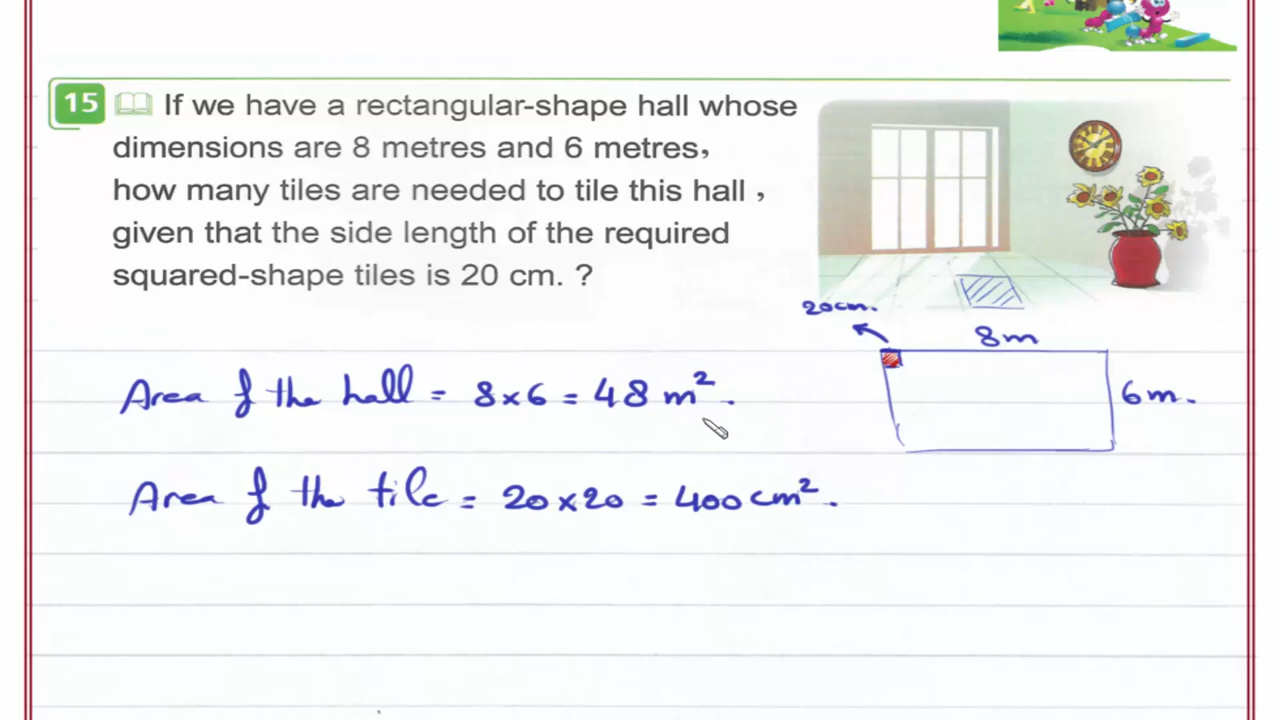 15 If we have a rectangular-shape hall whose
dimensions are 8 metres and 6 metres,
how many tiles are needed to tile this hall ,
given that the side length of the required
squared-shape tiles is 20 cm. ?
20cm.
8m
6m.
Area of the hall = 8×6 = 48 m².
Area of the tile = 20×20 = 400cm².